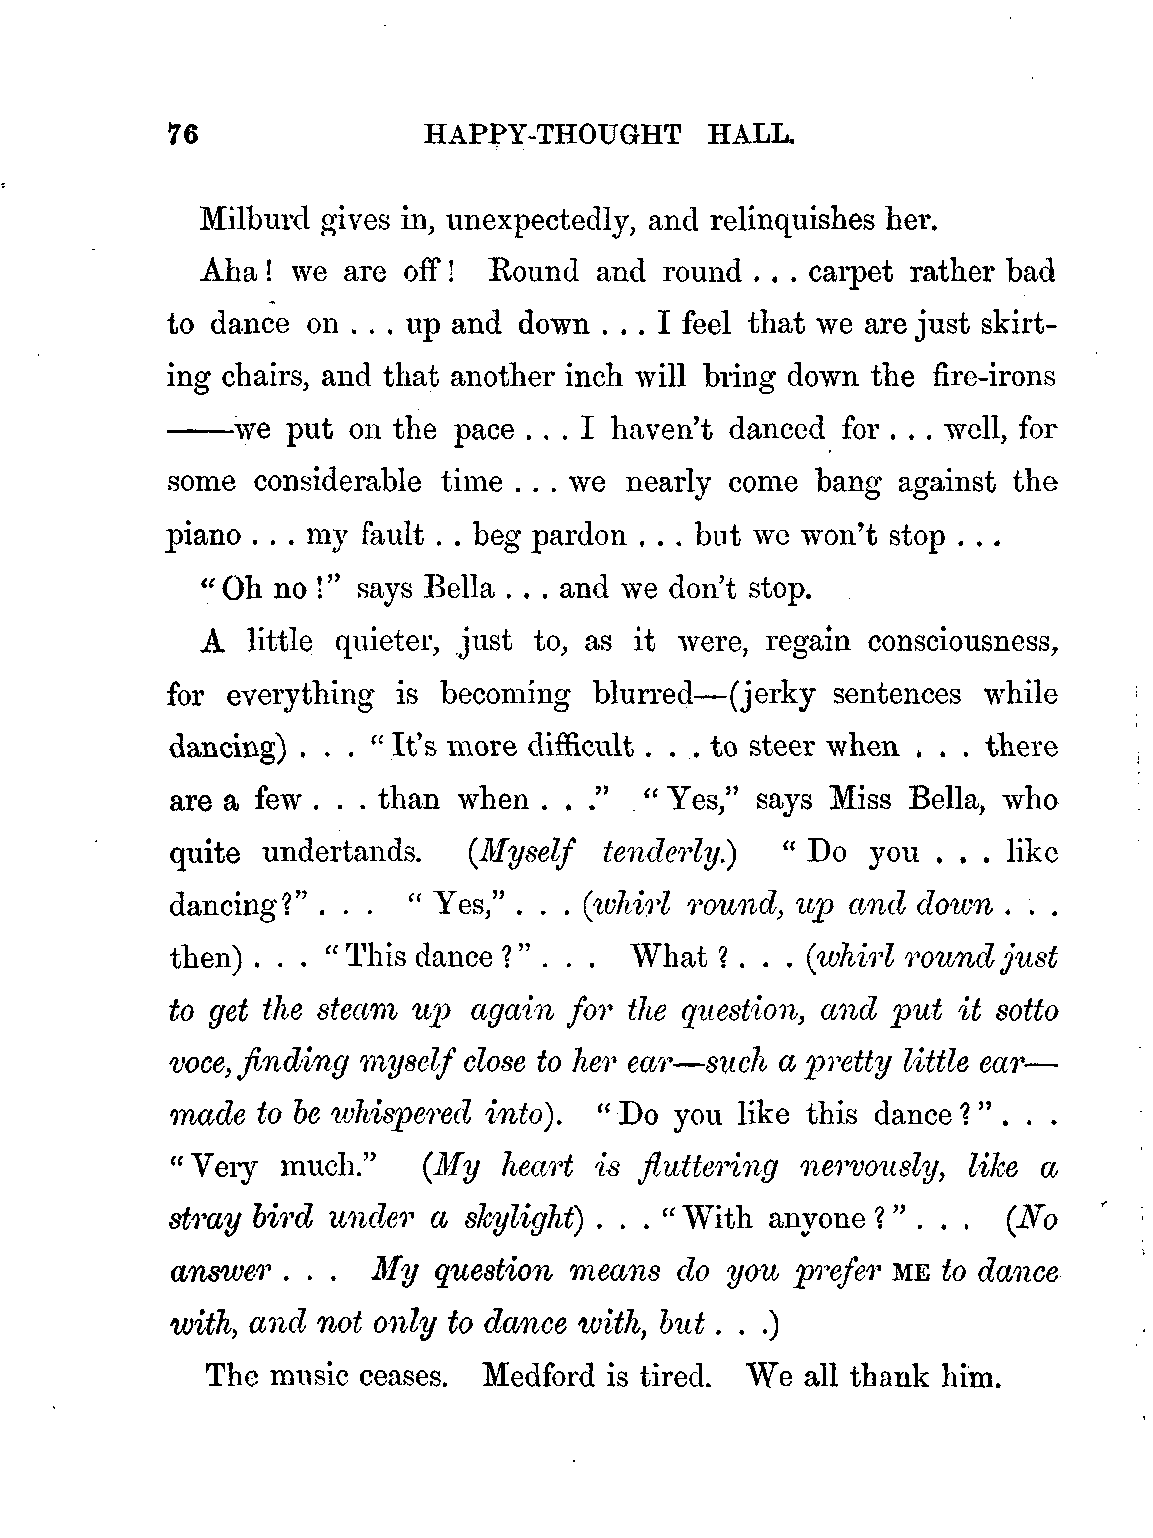 76 HAPPY-THOUGHT HALL.
Milburd gives in, unexpectedly, and relinquishes her.
Aha! we are off! Round and round . . . carpet rather bad
to dance on . . . up and down . . . I feel that we are just skirt-
ing chairs, and that another inch will bring down the fire-irons
——we put on the pace . . . I haven't danced for . . . well, for
some considerable time . . . we nearly come bang against the
piano . . . my fault . . beg pardon . . . but we won't stop . . .
"Oh no!" says Bella . . . and we don't stop.
A little quieter, just to, as it were, regain consciousness,
for everything is becoming blurred—(jerky sentences while
dancing) . . . "It's more difficult . . . to steer when . . . there
are a few . . . than when . . ." "Yes," says Miss Bella, who
quite undertands. (Myself tenderly.) "Do you . . . like
dancing?" . . . "Yes," . . . (whirl round, up and down . . .
then) . . . "This dance?" . . . What? . . . (whirl round just
to get the steam up again for the question, and put it sotto
voce, finding myself close to her ear—such a pretty little ear—
made to be whispered into). "Do you like this dance?" . . .
"Very much." (My heart is fluttering nervously, like a
stray bird under a skylight) . . . "With anyone?" . . . (No
answer . . . My question means do you prefer ME to dance
with, and not only to dance with, but . . .)
The music ceases. Medford is tired. We all thank him.